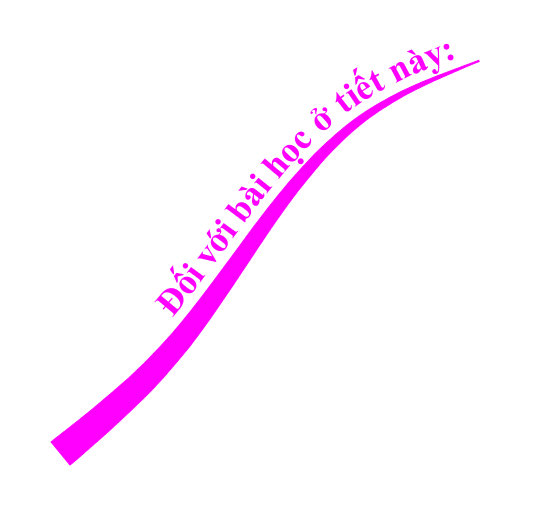 Đối với bài học ở tiết này: